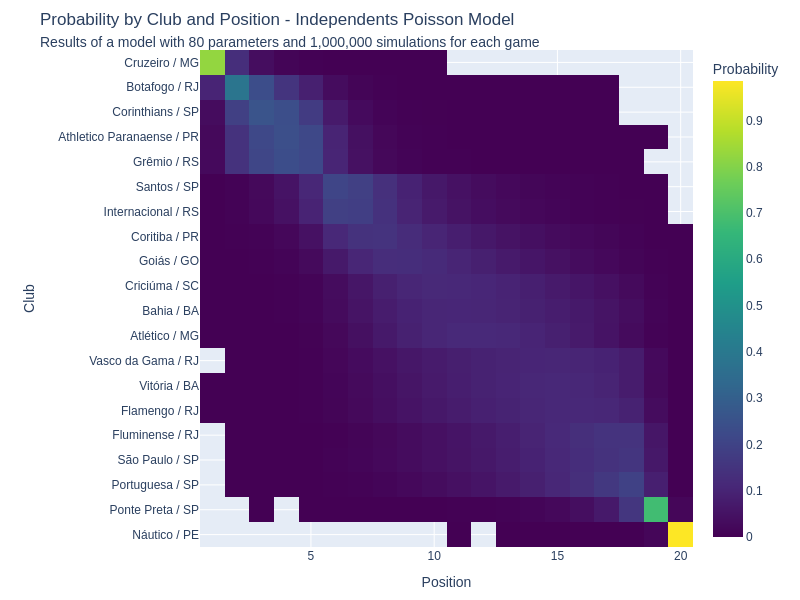 Probability by Club and Position - Independents Poisson Model
Results of a model with 80 parameters and 1,000,000 simulations for each game
Probability
Club
Cruzeiro / MG
Botafogo / RJ
Corinthians / SP
Athletico Paranaense / PR
Grêmio / RS
Santos / SP
Internacional / RS
Coritiba / PR
Goiás / GO
Criciúma / SC
Bahia / BA
Atlético / MG
Vasco da Gama / RJ
Vitória / BA
Flamengo / RJ
Fluminense / RJ
São Paulo / SP
Portuguesa / SP
Ponte Preta / SP
Náutico / PE
0.9
0.8
0.7
0.6
0.5
0.4
0.3
0.2
0.1
0
5
10
15
20
Position